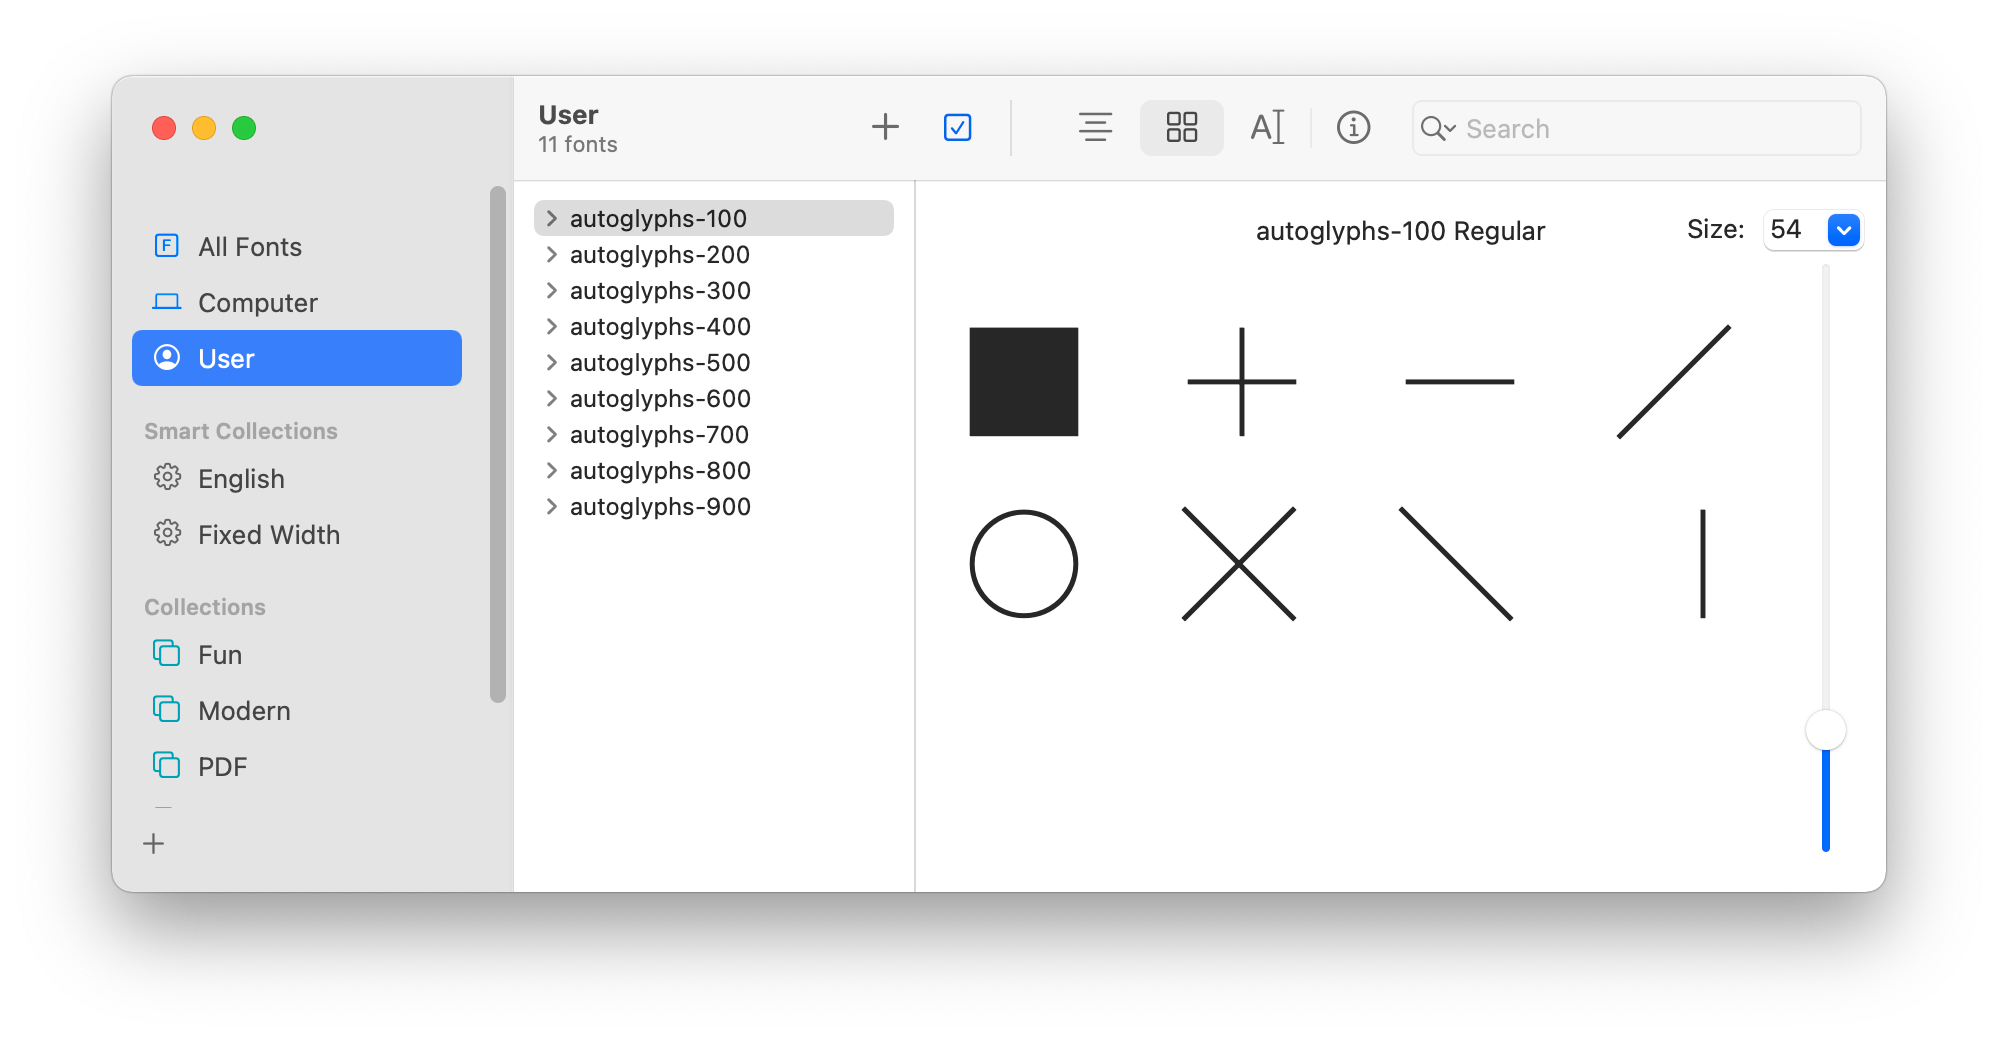 User
11 fonts
Search
All Fonts
Computer
User
Smart Collections
English
Fixed Width
Collections
Fun
Modern
PDF
autoglyphs-100
autoglyphs-200
autoglyphs-300
autoglyphs-400
autoglyphs-500
autoglyphs-600
autoglyphs-700
autoglyphs-800
autoglyphs-900
autoglyphs-100 Regular
Size: 54